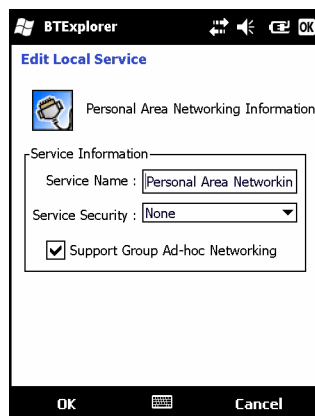 BTExplorer OK
Edit Local Service
Personal Area Networking Information
Service Information
Service Name : Personal Area Networkin
Service Security : None
Support Group Ad-hoc Networking
OK Cancel